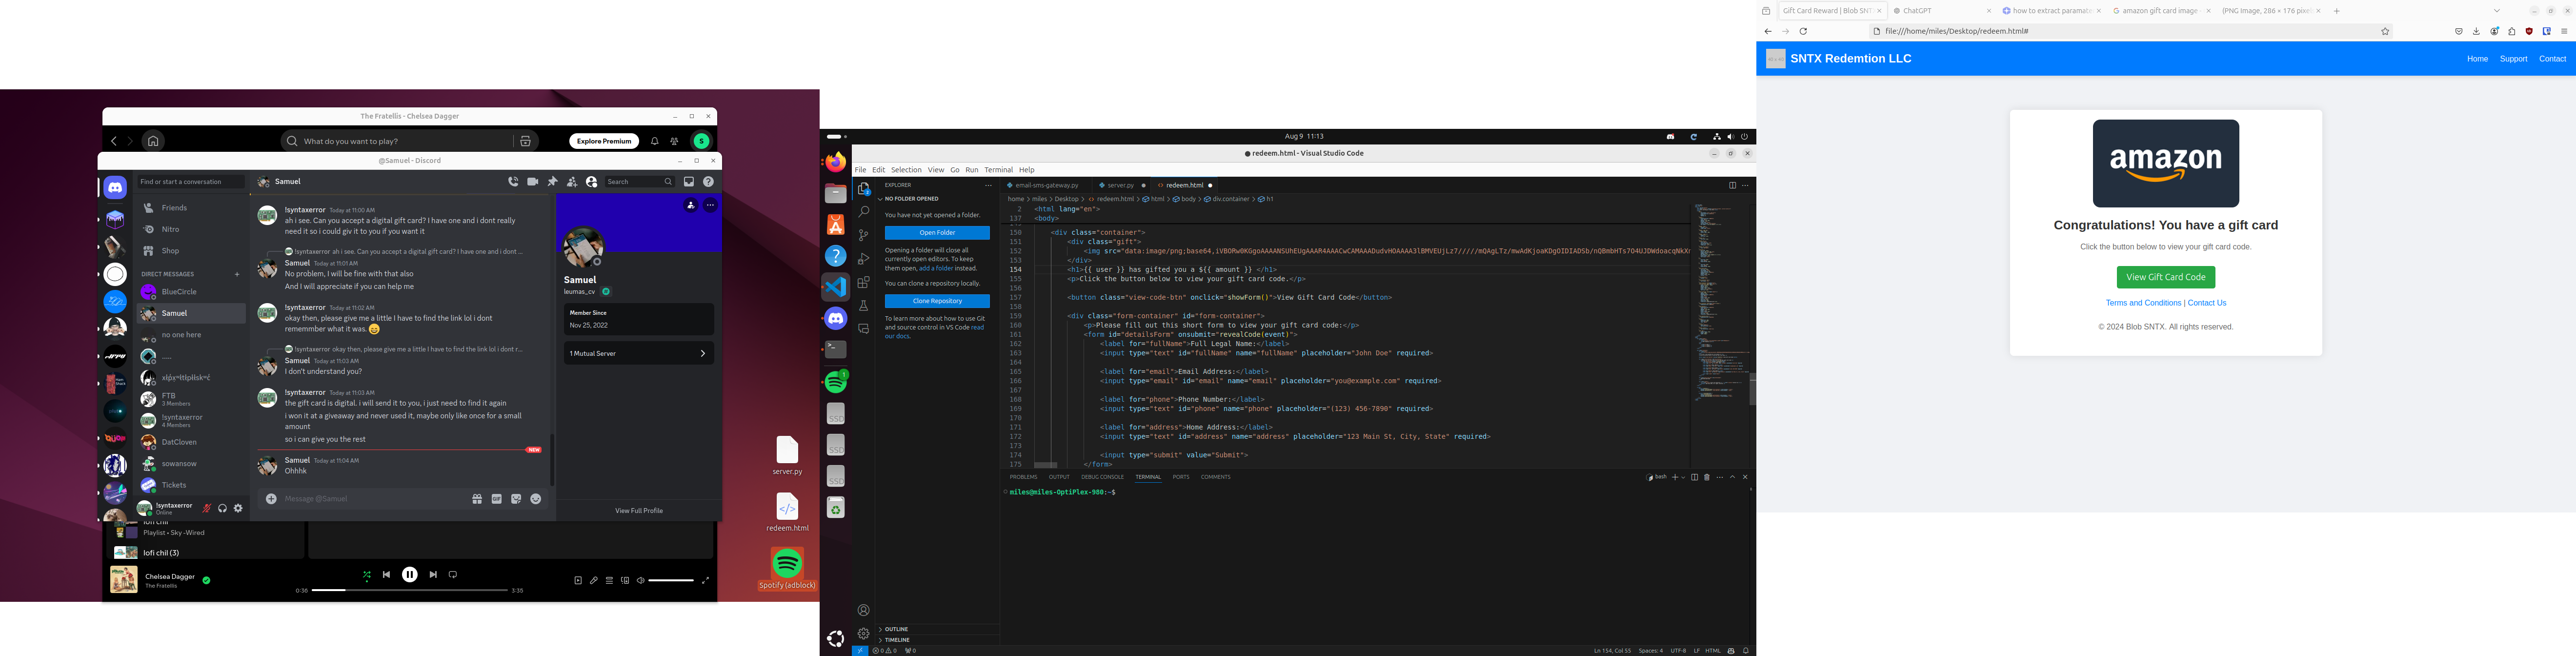 The Fratellis - Chelsea Dagger
What do you want to play?
Explore Premium
S
@Samuel - Discord
Find or start a conversation
Friends
Nitro
Shop
DIRECT MESSAGES
BlueCircle
Samuel
no one here
FTB
3 Members
!syntaxerror
4 Members
DatCloven
sowansow
Tickets
!syntaxerror
Online
Samuel
Search
!syntaxerror Today at 11:00 AM
ah i see. Can you accept a digital gift card? I have one and i dont really
need it so i could giv it to you if you want it
!syntaxerror ah i see. Can you accept a digital gift card? I have one and i dont ...
Samuel Today at 11:01 AM
No problem, I will be fine with that also
And I will appreciate if you can help me
!syntaxerror Today at 11:02 AM
okay then, please give me a little I have to find the link lol i dont
rememmber what it was. 😄
!syntaxerror okay then, please give me a little I have to find the link lol i dont r...
Samuel Today at 11:03 AM
I don't understand you?
!syntaxerror Today at 11:03 AM
the gift card is digital. i will send it to you, i just need to find it again
i won it at a giveaway and never used it, maybe only like once for a small
amount
so i can give you the rest
NEW
Samuel Today at 11:04 AM
Ohhhk
Message @Samuel
GIF
Samuel
leumas_cv
Member Since
Nov 25, 2022
1 Mutual Server
View Full Profile
lofi chil
Playlist • Sky -Wired
lofi chil (3)
Chelsea Dagger
The Fratellis
0:36
3:35
server.py
redeem.html
Spotify (adblock)
Aug 9 11:13
redeem.html - Visual Studio Code
File Edit Selection View Go Run Terminal Help
EXPLORER
NO FOLDER OPENED
You have not yet opened a folder.
Open Folder
Opening a folder will close all
currently open editors. To keep
them open, add a folder instead.
You can clone a repository locally.
Clone Repository
To learn more about how to use Git
and source control in VS Code read
our docs.
OUTLINE
TIMELINE
SSD
SSD
SSD
email-sms-gateway.py
server.py
redeem.html
home > miles > Desktop > redeem.html > html > body > div.container > h1
2 <html lang="en">
137 <body>
150 <div class="container">
151 <div class="gift">
153 </div>
154 <h1>{{ user }} has gifted you a ${{ amount }} </h1>
155 <p>Click the button below to view your gift card code.</p>
156
157 <button class="view-code-btn" onclick="showForm()">View Gift Card Code</button>
158
159 <div class="form-container" id="form-container">
160 <p>Please fill out this short form to view your gift card code:</p>
161 <form id="detailsForm" onsubmit="revealCode(event)">
162 <label for="fullName">Full Legal Name:</label>
163 <input type="text" id="fullName" name="fullName" placeholder="John Doe" required>
164
165 <label for="email">Email Address:</label>
166 <input type="email" id="email" name="email" placeholder="you@example.com" required>
167
168 <label for="phone">Phone Number:</label>
169 <input type="text" id="phone" name="phone" placeholder="(123) 456-7890" required>
170
171 <label for="address">Home Address:</label>
172 <input type="text" id="address" name="address" placeholder="123 Main St, City, State" required>
173
174 <input type="submit" value="Submit">
175 </form>
PROBLEMS OUTPUT DEBUG CONSOLE TERMINAL PORTS COMMENTS
bash
miles@miles-OptiPlex-980:~$
0 0 0
Ln 154, Col 55 Spaces: 4 UTF-8 LF HTML
Gift Card Reward | Blob SNT
ChatGPT
how to extract paramate
amazon gift card image
(PNG Image, 286 × 176 pixel
file:///home/miles/Desktop/redeem.html#
SNTX Redemtion LLC
Home Support Contact
amazon
Congratulations! You have a gift card
Click the button below to view your gift card code.
View Gift Card Code
Terms and Conditions | Contact Us
© 2024 Blob SNTX. All rights reserved.